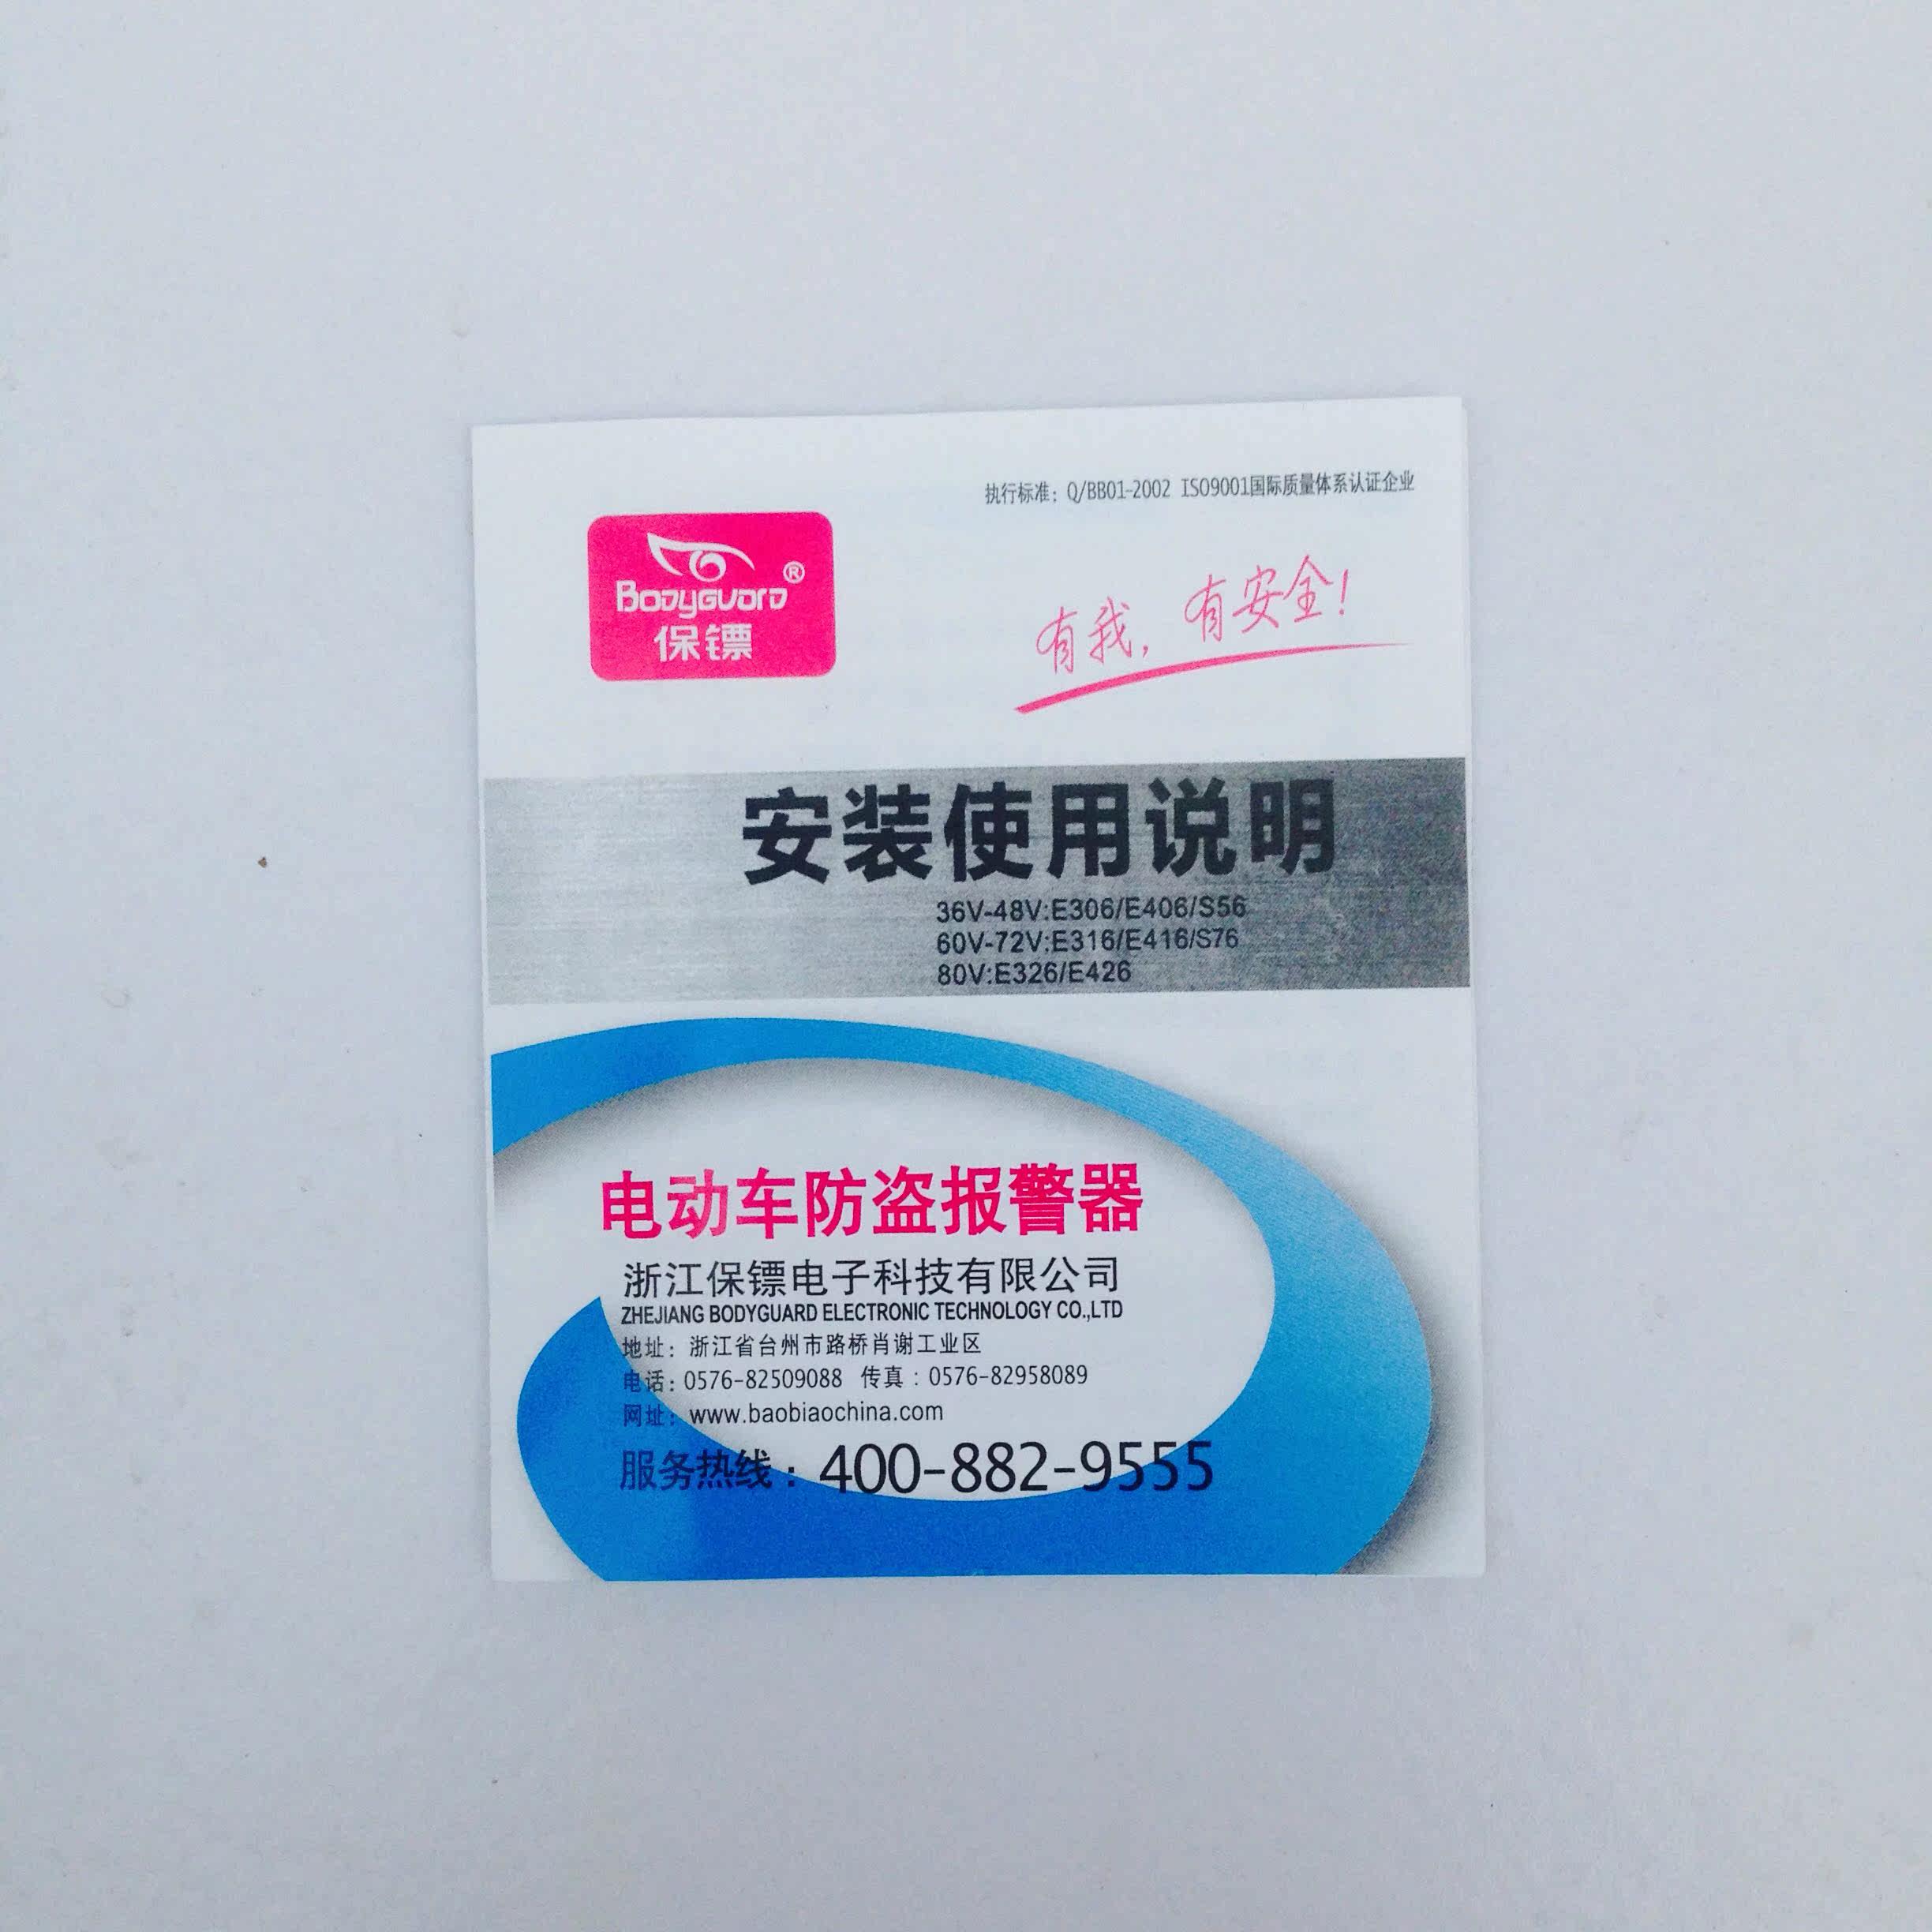 执行标准：Q/BB01-2002 ISO9001国际质量体系认证企业
Bodyguard®
保镖
有我，有安全！
安装使用说明
36V-48V:E306/E406/S56
60V-72V:E316/E416/S76
80V:E326/E426
电动车防盗报警器
浙江保镖电子科技有限公司
ZHEJIANG BODYGUARD ELECTRONIC TECHNOLOGY CO.,LTD
地址：浙江省台州市路桥肖谢工业区
电话：0576-82509088 传真：0576-82958089
网址：www.baobiaochina.com
服务热线：400-882-9555